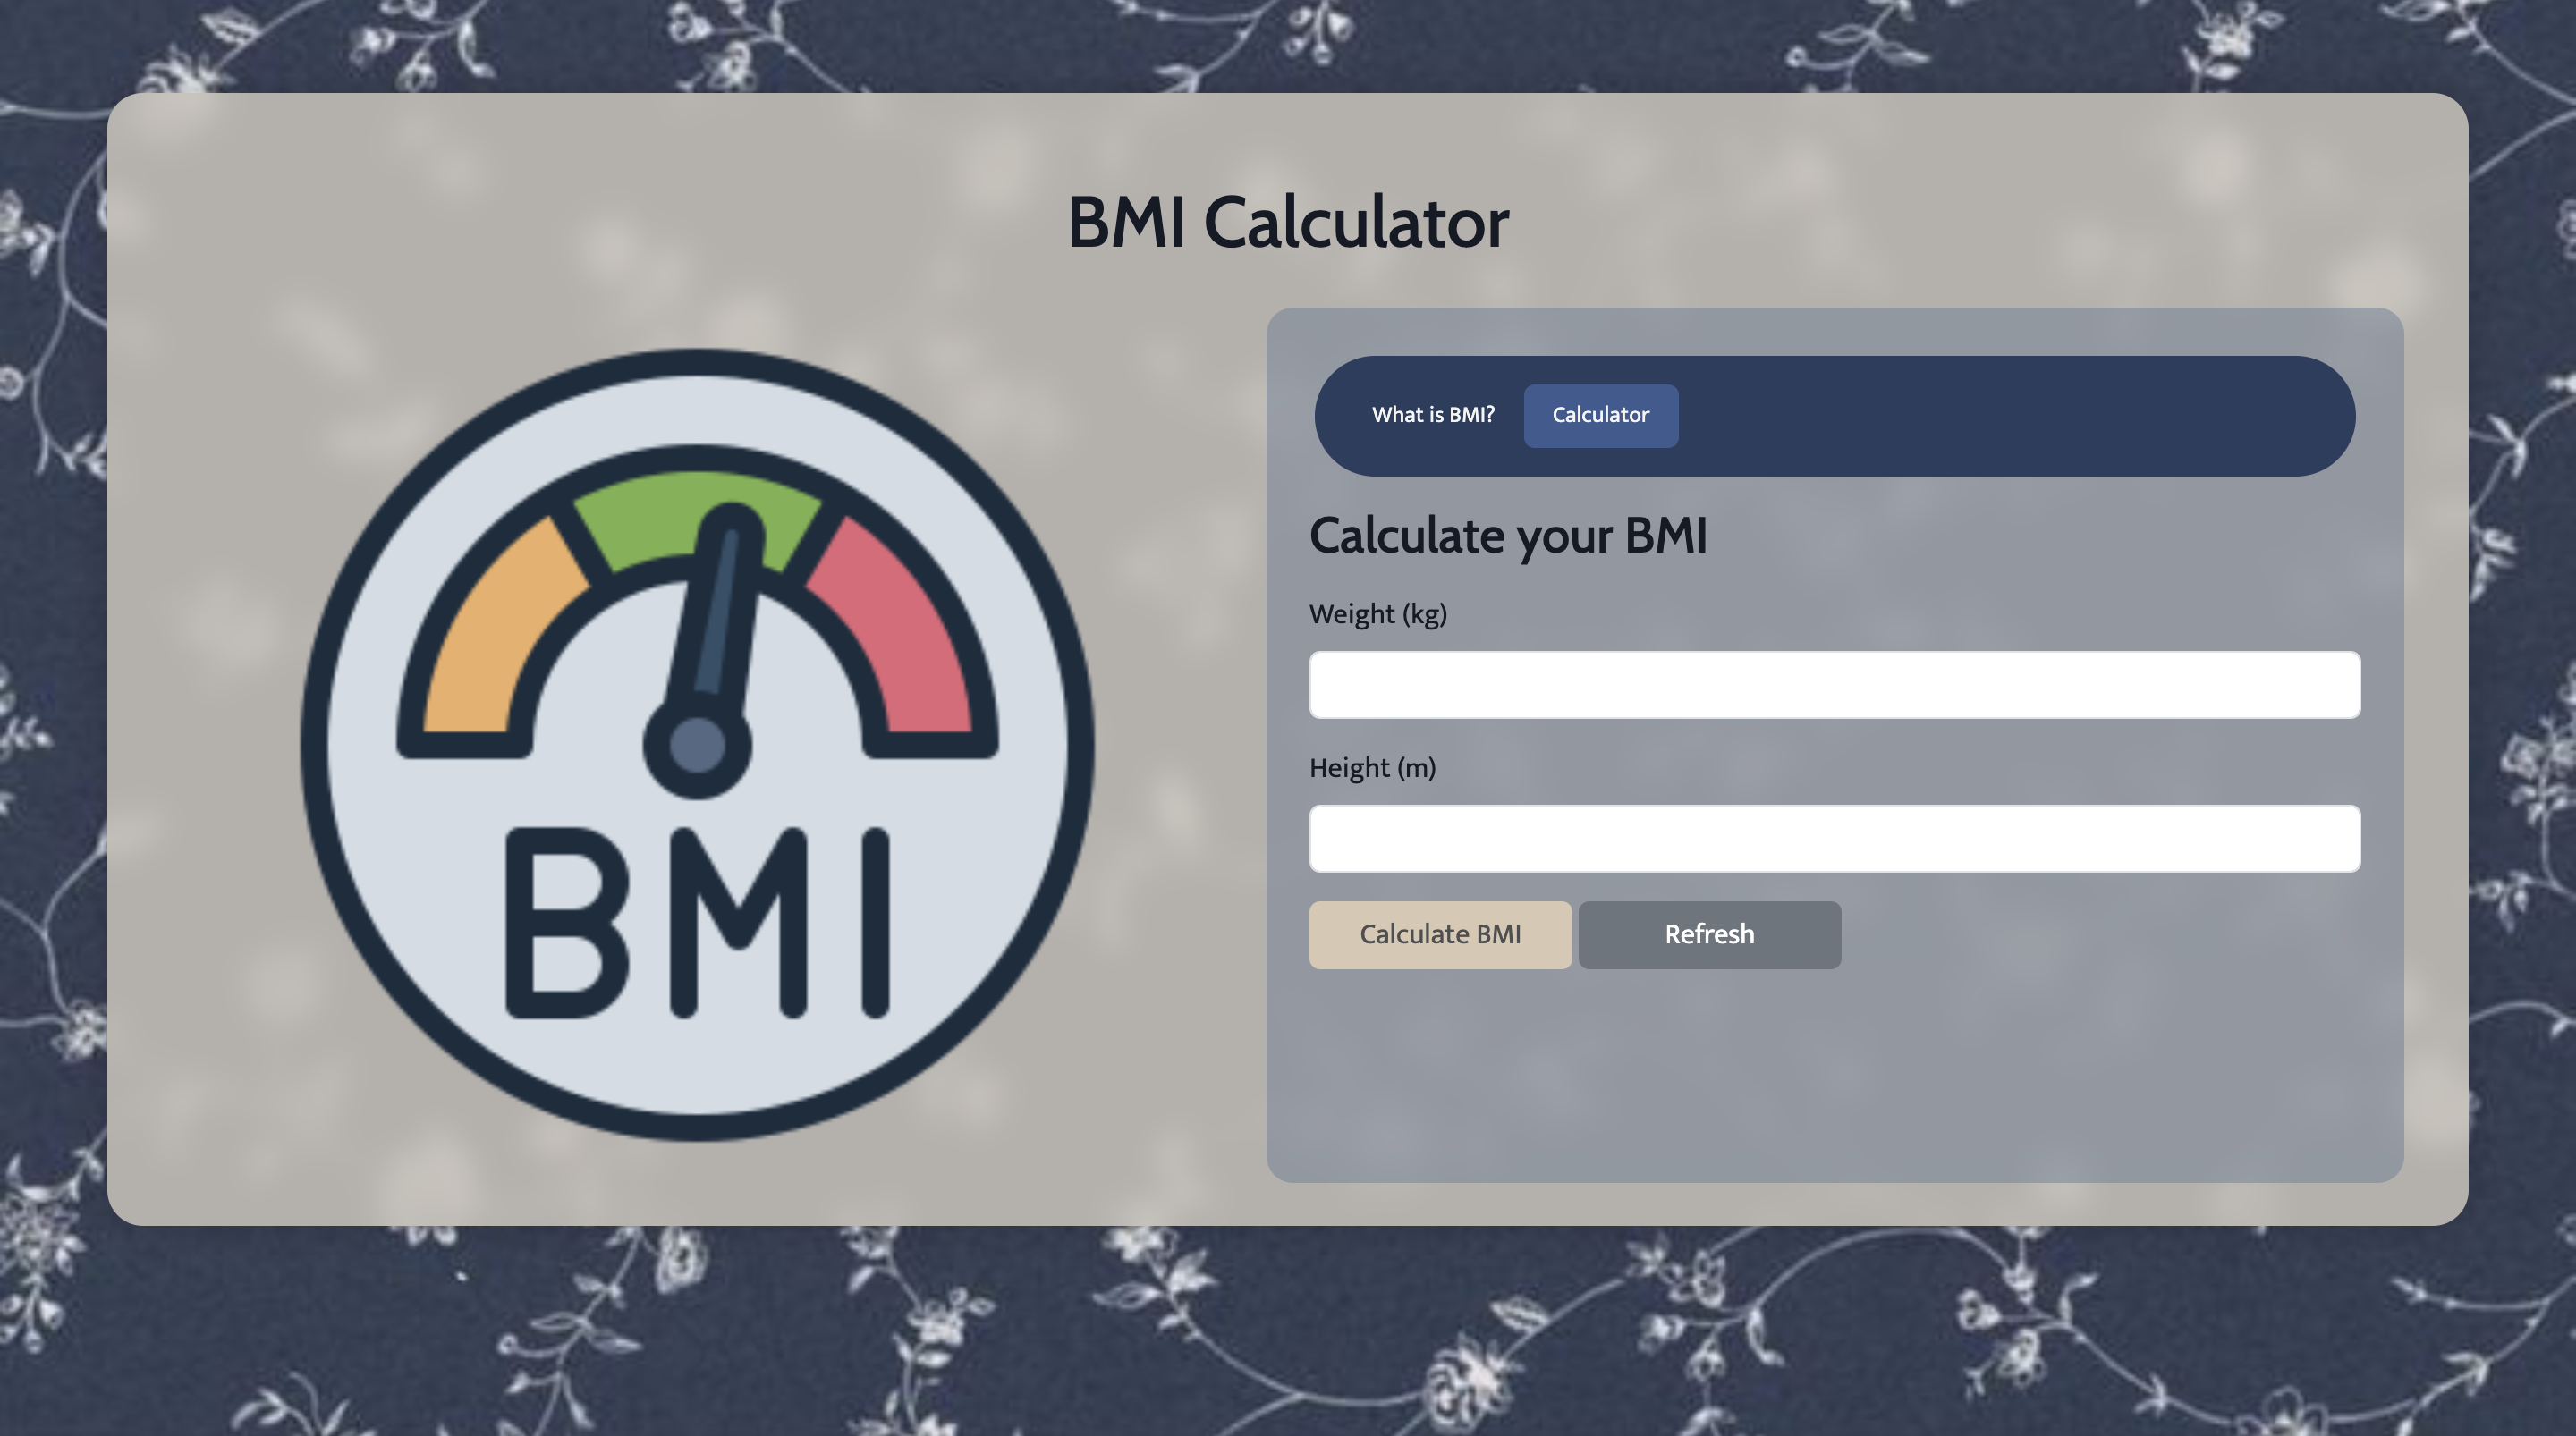 BMI Calculator
BMI
What is BMI? Calculator
Calculate your BMI
Weight (kg)
Height (m)
Calculate BMI Refresh